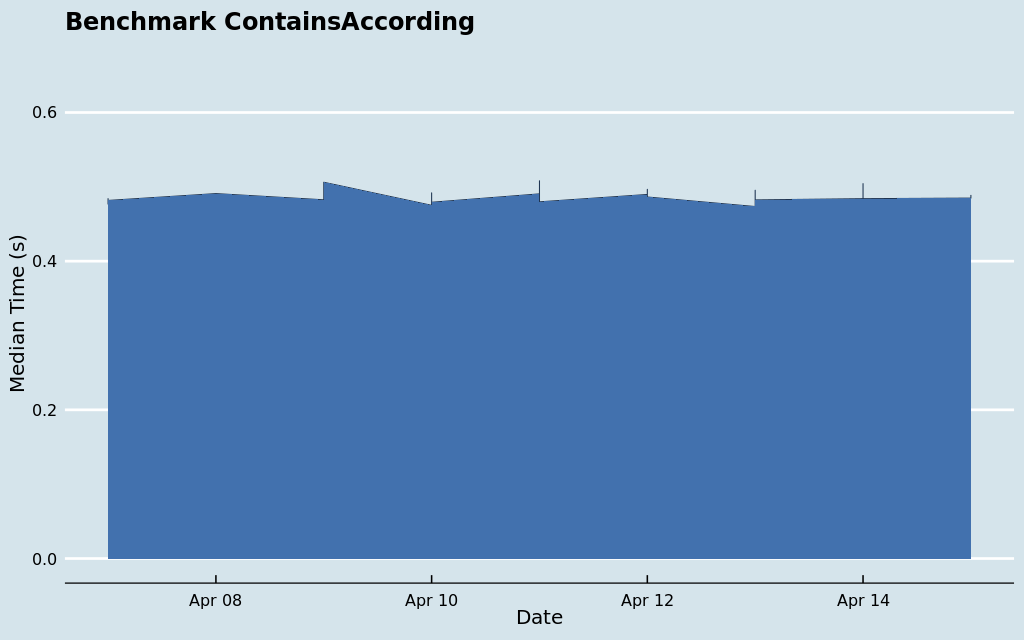 Benchmark ContainsAccording
Median Time (s)
0.6
0.4
0.2
0.0
Apr 08
Apr 10
Apr 12
Apr 14
Date